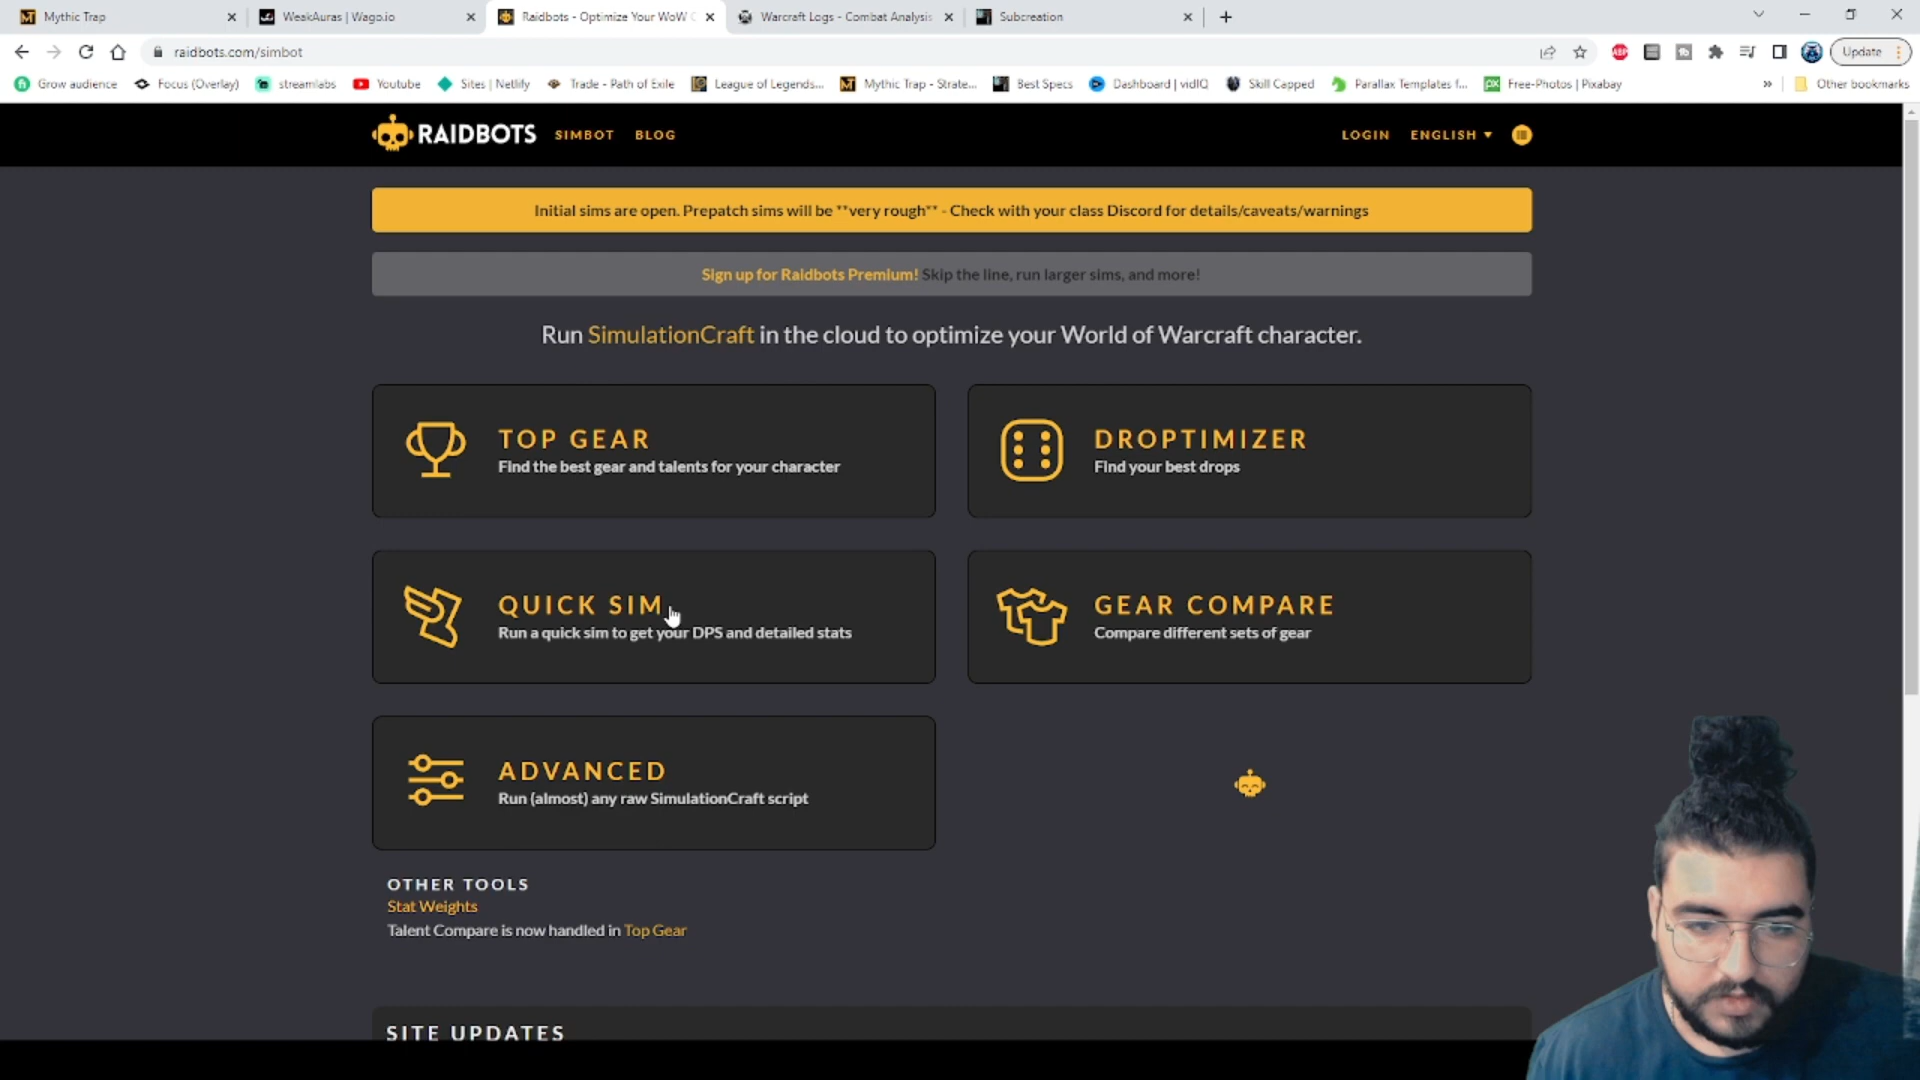 Mythic Trap
WeakAuras | Wago.io
Raidbots - Optimize Your WoW C
Warcraft Logs - Combat Analysis
Subcreation
raidbots.com/simbot
Update
Grow audience
Focus (Overlay)
streamlabs
Youtube
Sites | Netlify
Trade - Path of Exile
League of Legends...
Mythic Trap - Strate...
Best Specs
Dashboard | vidIQ
Skill Capped
Parallax Templates f...
Free-Photos | Pixabay
»
Other bookmarks
RAIDBOTS
SIMBOT
BLOG
LOGIN
ENGLISH
Initial sims are open. Prepatch sims will be **very rough** - Check with your class Discord for details/caveats/warnings
Sign up for Raidbots Premium! Skip the line, run larger sims, and more!
Run SimulationCraft in the cloud to optimize your World of Warcraft character.
TOP GEAR
Find the best gear and talents for your character
DROPTIMIZER
Find your best drops
QUICK SIM
Run a quick sim to get your DPS and detailed stats
GEAR COMPARE
Compare different sets of gear
ADVANCED
Run (almost) any raw SimulationCraft script
OTHER TOOLS
Stat Weights
Talent Compare is now handled in Top Gear
SITE UPDATES